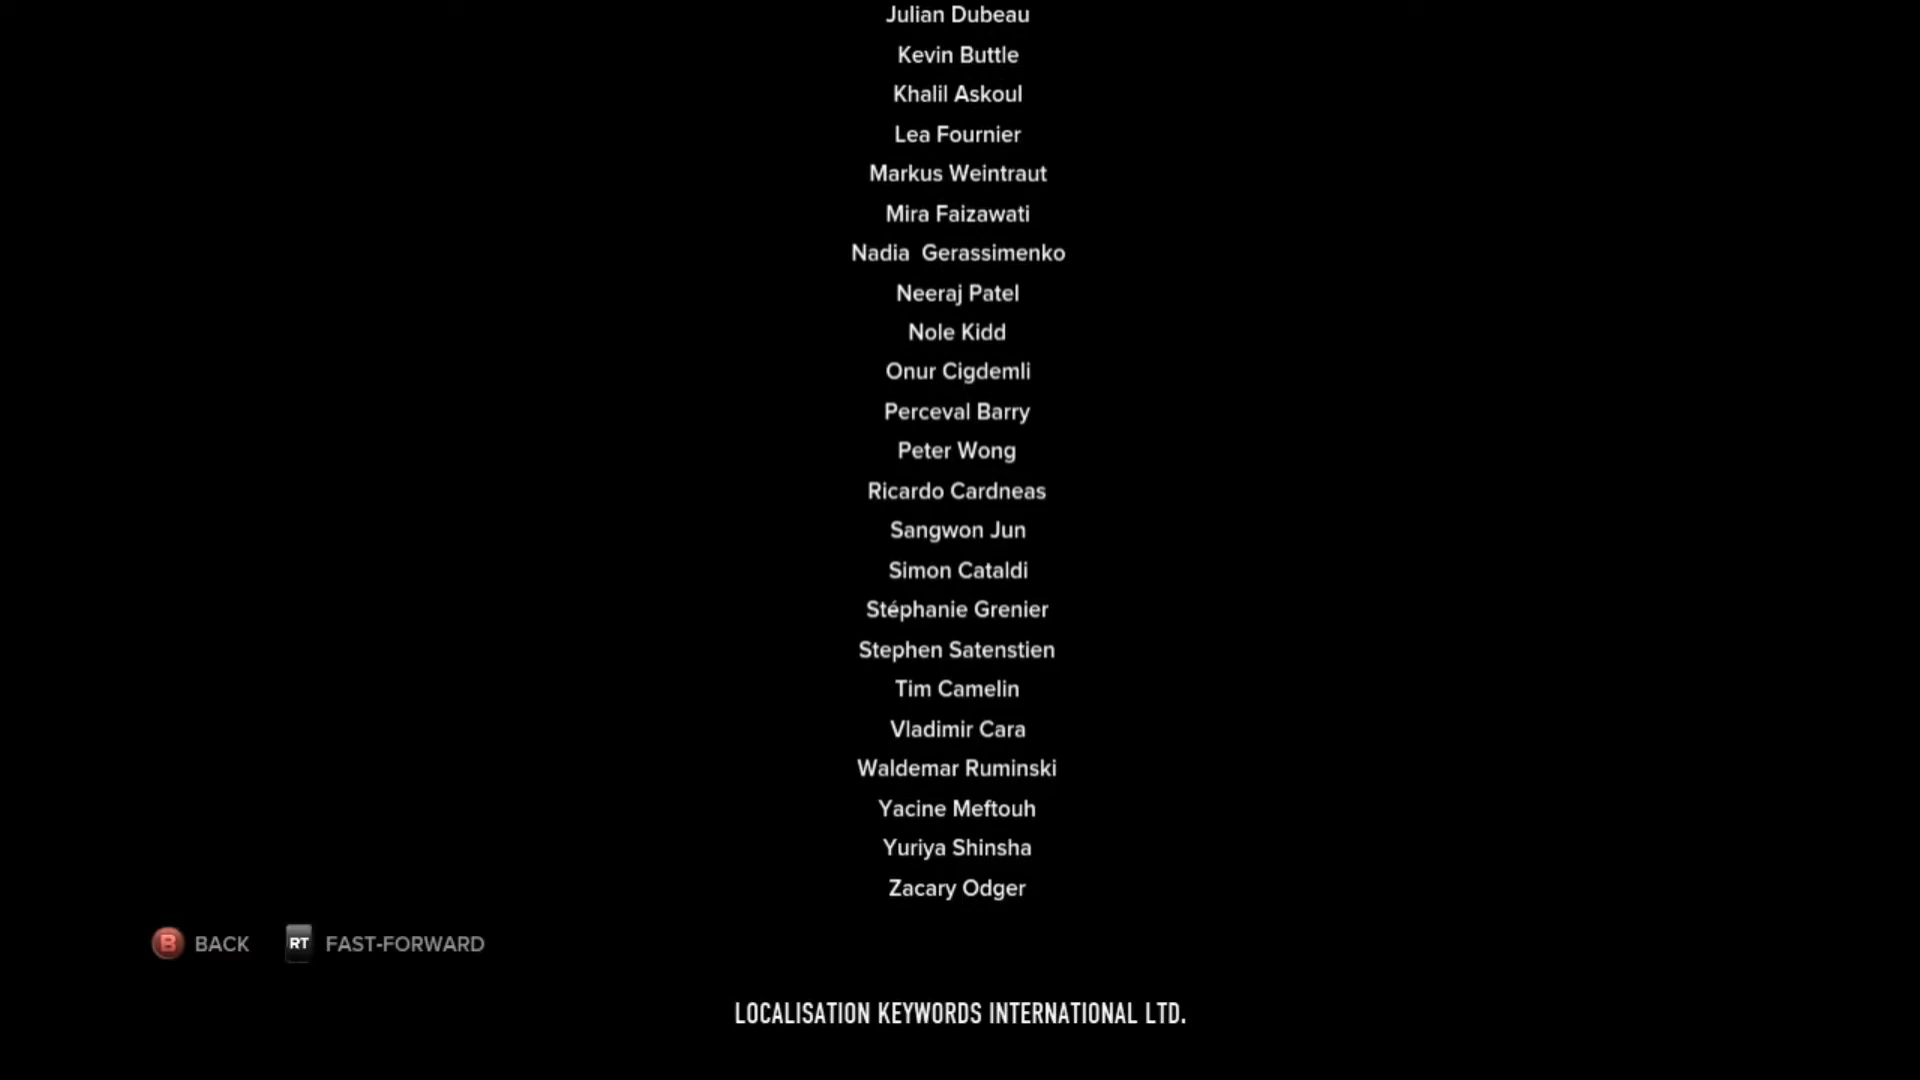 Julian Dubeau
Kevin Buttle
Khalil Askoul
Lea Fournier
Markus Weintraut
Mira Faizawati
Nadia  Gerassimenko
Neeraj Patel
Nole Kidd
Onur Cigdemli
Perceval Barry
Peter Wong
Ricardo Cardneas
Sangwon Jun
Simon Cataldi
Stéphanie Grenier
Stephen Satenstien
Tim Camelin
Vladimir Cara
Waldemar Ruminski
Yacine Meftouh
Yuriya Shinsha
Zacary Odger
B BACK RT FAST-FORWARD
LOCALISATION KEYWORDS INTERNATIONAL LTD.